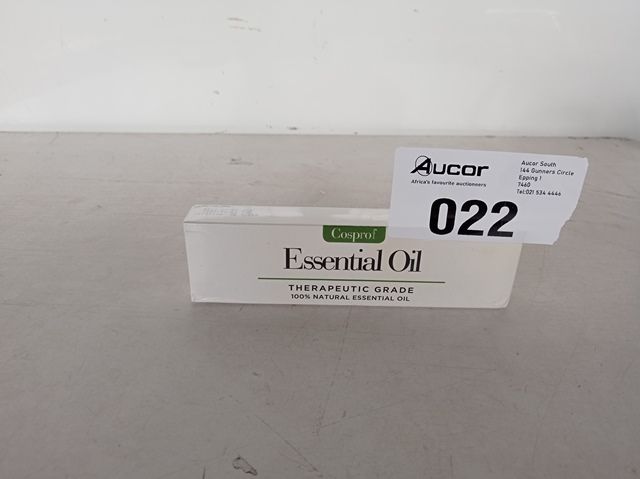 Aucor
Africa's favourite auctioneers
Aucor South
144 Gunners Circle
Epping 1
7460
Tel:021 534 4446
022
Cosprof
Essential Oil
THERAPEUTIC GRADE
100% NATURAL ESSENTIAL OIL